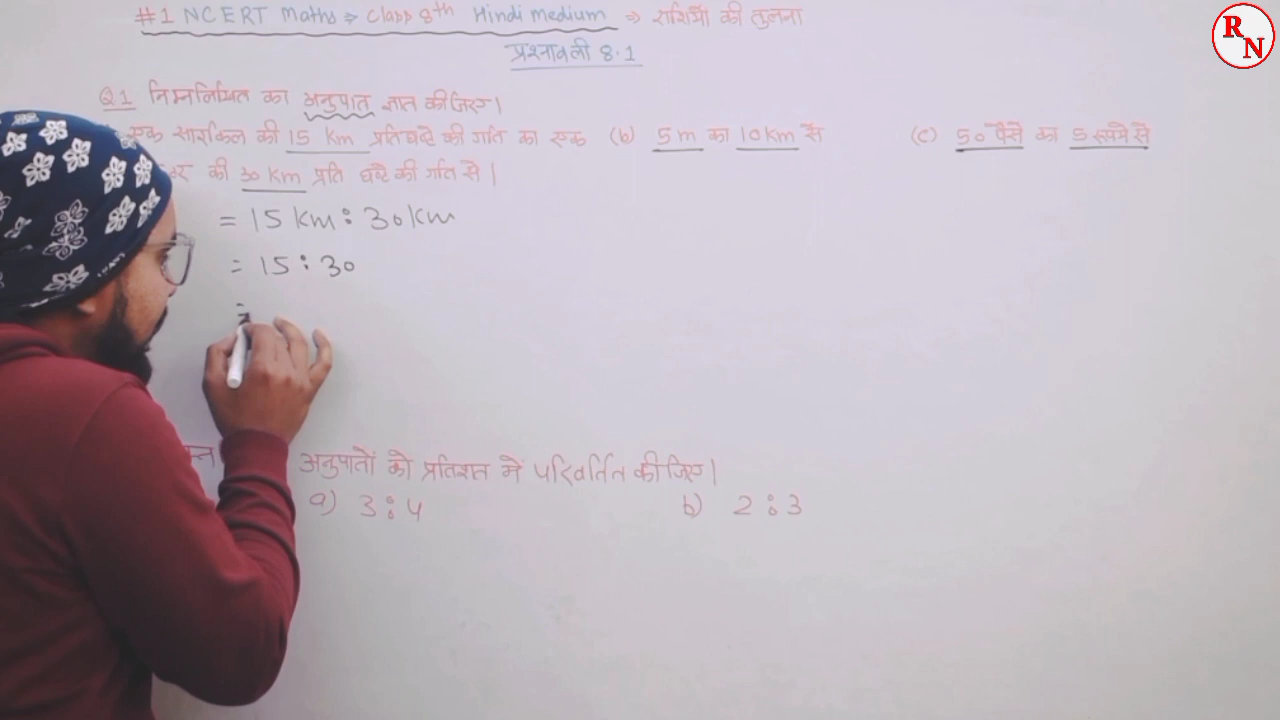 #1 NCERT Maths ⇒ Class 8th Hindi medium ⇒ राशियों की तुलना
प्रश्नावली 8.1
Q1 निम्नलिखित का अनुपात ज्ञात कीजिए।
एक साइकिल की 15 Km प्रतिघंटे की गति का एक
की 30 Km प्रति घंटे की गति से।
(b) 5 m का 10 km से
(c) 50 पैसे का 5 रूपये से
= 15 km : 30 km
= 15 : 30
=
अनुपातों को प्रतिशत में परिवर्तित कीजिए।
a) 3 : 4
b) 2 : 3
RN